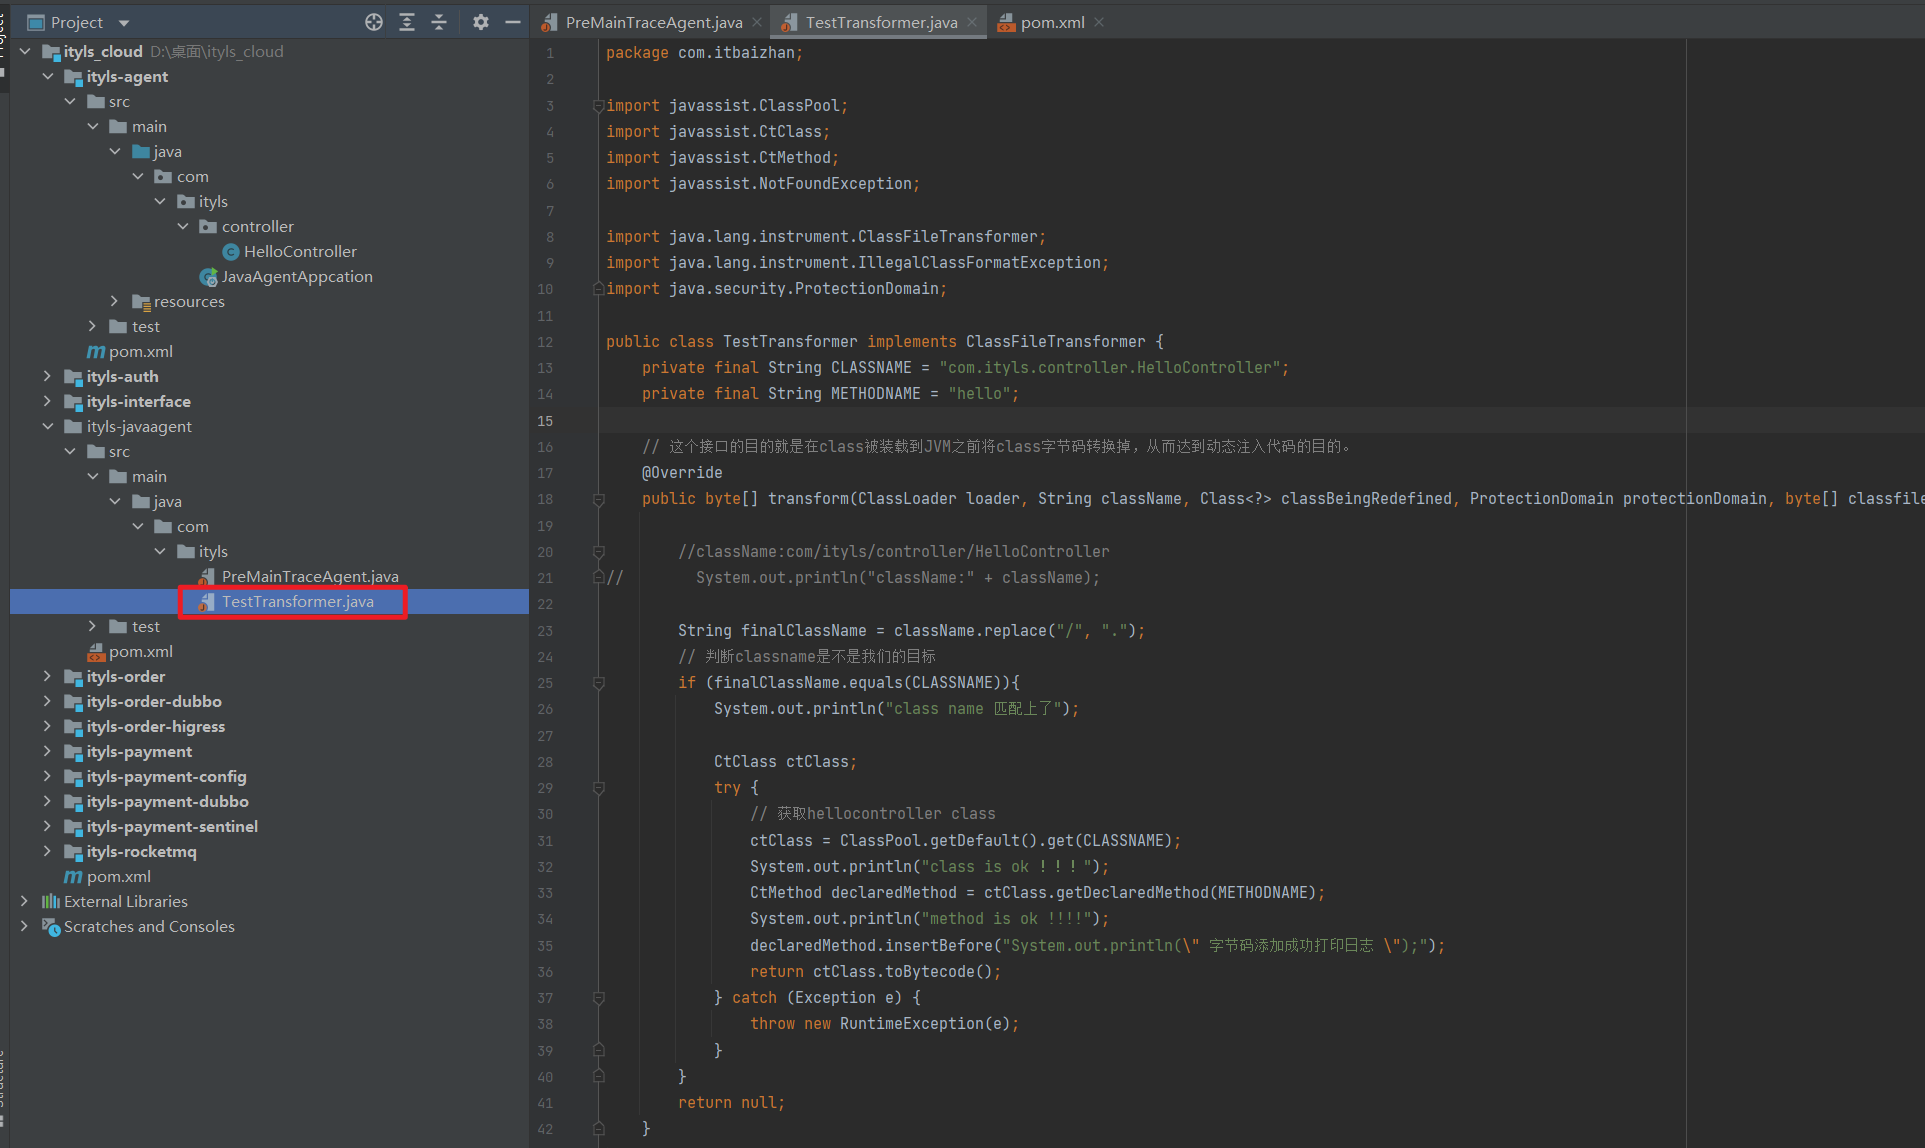 Project
ityls_cloud D:\桌面\ityls_cloud
ityls-agent
src
main
java
com
ityls
controller
HelloController
JavaAgentAppcation
resources
test
pom.xml
ityls-auth
ityls-interface
ityls-javaagent
src
main
java
com
ityls
PreMainTraceAgent.java
TestTransformer.java
test
pom.xml
ityls-order
ityls-order-dubbo
ityls-order-higress
ityls-payment
ityls-payment-config
ityls-payment-dubbo
ityls-payment-sentinel
ityls-rocketmq
pom.xml
External Libraries
Scratches and Consoles
PreMainTraceAgent.java TestTransformer.java pom.xml
1 package com.itbaizhan;
2
3 import javassist.ClassPool;
4 import javassist.CtClass;
5 import javassist.CtMethod;
6 import javassist.NotFoundException;
7
8 import java.lang.instrument.ClassFileTransformer;
9 import java.lang.instrument.IllegalClassFormatException;
10 import java.security.ProtectionDomain;
11
12 public class TestTransformer implements ClassFileTransformer {
13 private final String CLASSNAME = "com.ityls.controller.HelloController";
14 private final String METHODNAME = "hello";
15
16 // 这个接口的目的就是在class被装载到JVM之前将class字节码转换掉，从而达到动态注入代码的目的。
17 @Override
18 public byte[] transform(ClassLoader loader, String className, Class<?> classBeingRedefined, ProtectionDomain protectionDomain, byte[] classfile
19
20 //className:com/ityls/controller/HelloController
21 // System.out.println("className:" + className);
22
23 String finalClassName = className.replace("/", ".");
24 // 判断classname是不是我们的目标
25 if (finalClassName.equals(CLASSNAME)){
26 System.out.println("class name 匹配上了");
27
28 CtClass ctClass;
29 try {
30 // 获取hellocontroller class
31 ctClass = ClassPool.getDefault().get(CLASSNAME);
32 System.out.println("class is ok ！！！");
33 CtMethod declaredMethod = ctClass.getDeclaredMethod(METHODNAME);
34 System.out.println("method is ok !!!!");
35 declaredMethod.insertBefore("System.out.println(\" 字节码添加成功打印日志 \");");
36 return ctClass.toBytecode();
37 } catch (Exception e) {
38 throw new RuntimeException(e);
39 }
40 }
41 return null;
42 }